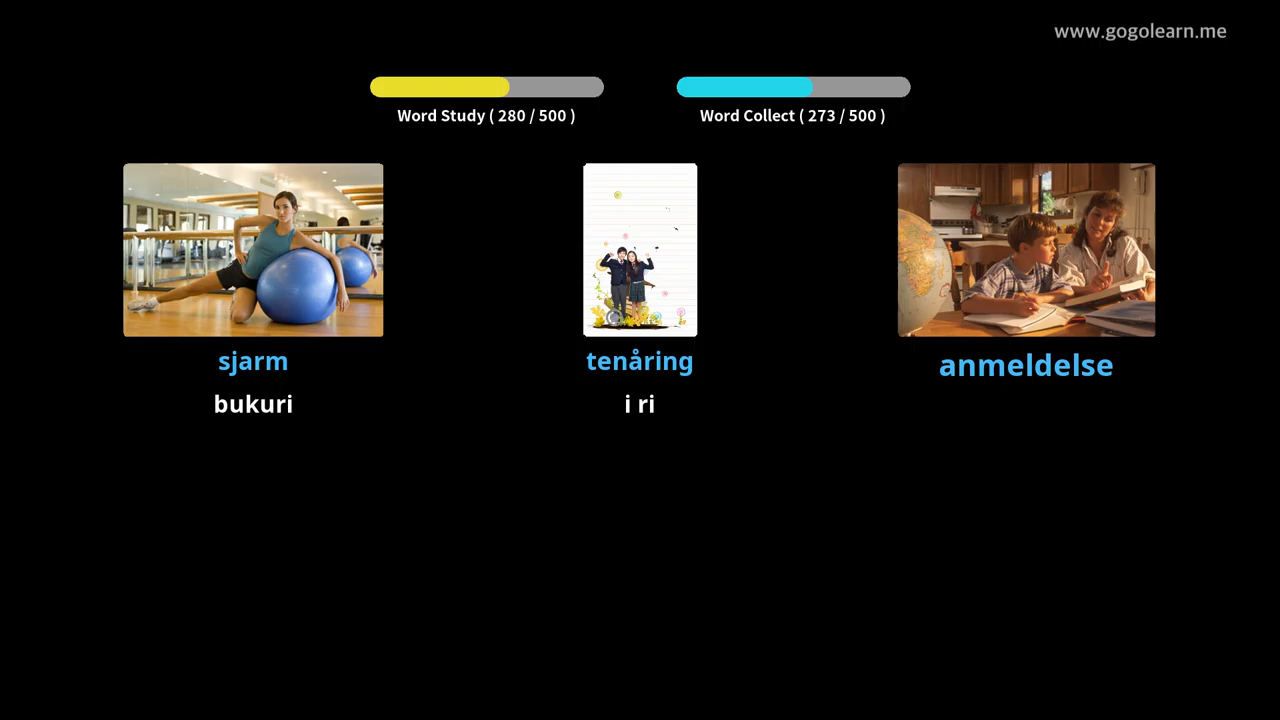 www.gogolearn.me
Word Study ( 280 / 500 )
Word Collect ( 273 / 500 )
sjarm
tenåring
anmeldelse
bukuri
i ri